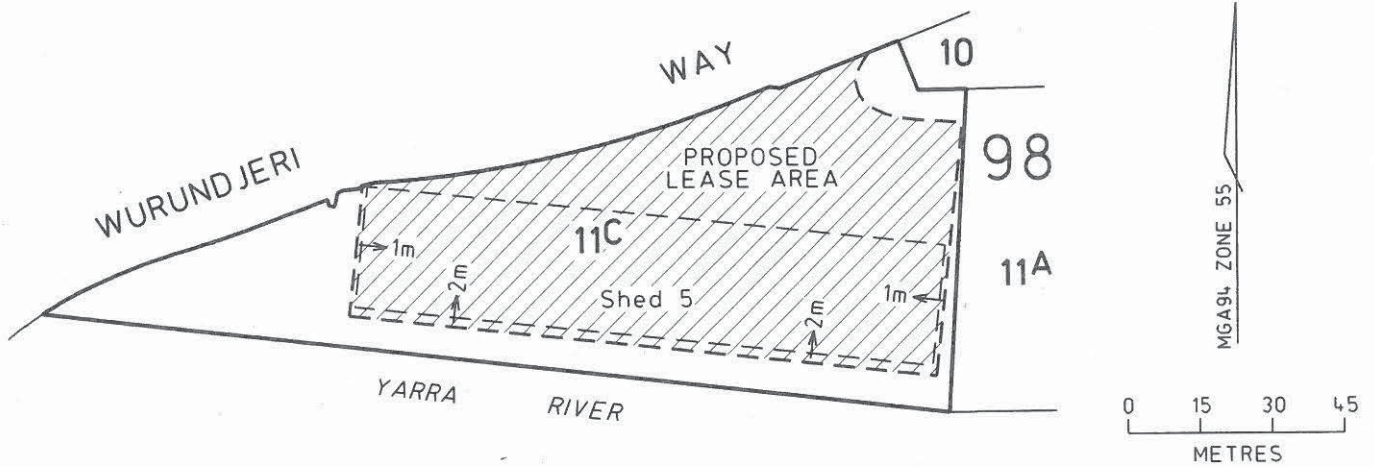 WAY
10
WURUNDJERI
PROPOSED
LEASE AREA
98
11C
1m
11A
2m
Shed 5
1m
2m
YARRA RIVER
MGA94 ZONE 55
0 15 30 45
METRES